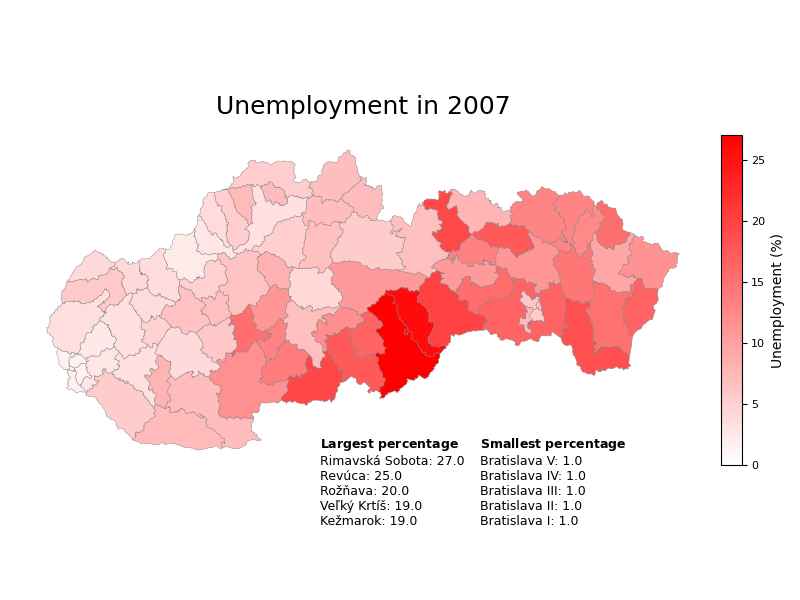 Unemployment in 2007
25
20
15
10
5
0
Unemployment (%)
Largest percentage
Rimavská Sobota: 27.0
Revúca: 25.0
Rožňava: 20.0
Veľký Krtíš: 19.0
Kežmarok: 19.0
Smallest percentage
Bratislava V: 1.0
Bratislava IV: 1.0
Bratislava III: 1.0
Bratislava II: 1.0
Bratislava I: 1.0